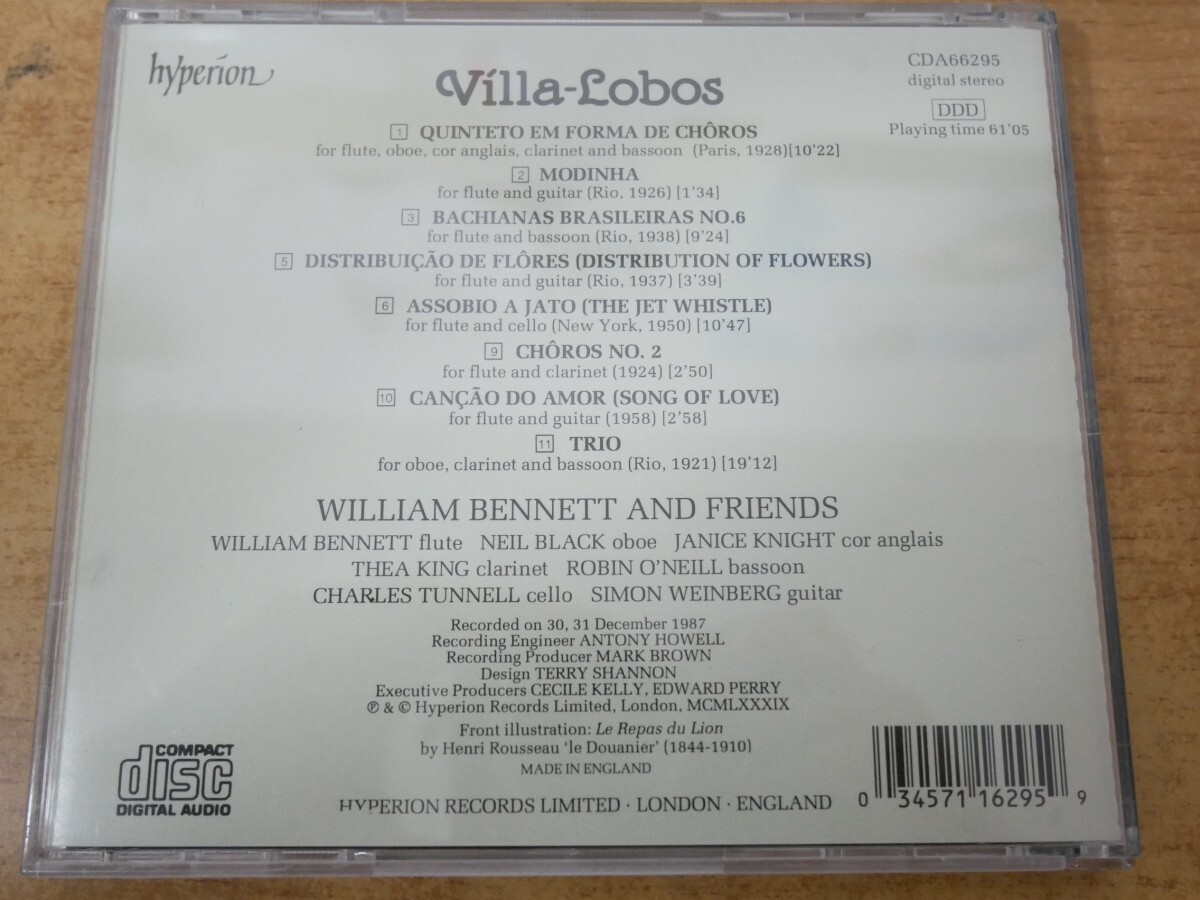 hyperion
Villa-Lobos
CDA66295
digital stereo
DDD
Playing time 61'05
1 QUINTETO EM FORMA DE CHÔROS
for flute, oboe, cor anglais, clarinet and bassoon (Paris, 1928)[10'22]
2 MODINHA
for flute and guitar (Rio, 1926) [1'34]
3 BACHIANAS BRASILEIRAS NO.6
for flute and bassoon (Rio, 1938) [9'24]
5 DISTRIBUIÇÃO DE FLÔRES (DISTRIBUTION OF FLOWERS)
for flute and guitar (Rio, 1937) [3'39]
6 ASSOBIO A JATO (THE JET WHISTLE)
for flute and cello (New York, 1950) [10'47]
9 CHÔROS NO. 2
for flute and clarinet (1924) [2'50]
10 CANÇÃO DO AMOR (SONG OF LOVE)
for flute and guitar (1958) [2'58]
11 TRIO
for oboe, clarinet and bassoon (Rio, 1921) [19'12]
WILLIAM BENNETT AND FRIENDS
WILLIAM BENNETT flute NEIL BLACK oboe JANICE KNIGHT cor anglais
THEA KING clarinet ROBIN O'NEILL bassoon
CHARLES TUNNELL cello SIMON WEINBERG guitar
Recorded on 30, 31 December 1987
Recording Engineer ANTONY HOWELL
Recording Producer MARK BROWN
Design TERRY SHANNON
Executive Producers CECILE KELLY, EDWARD PERRY
℗ & © Hyperion Records Limited, London, MCMLXXXIX
Front illustration: Le Repas du Lion
by Henri Rousseau 'le Douanier' (1844-1910)
MADE IN ENGLAND
HYPERION RECORDS LIMITED · LONDON · ENGLAND
COMPACT
disc
DIGITAL AUDIO
0 34571 16295 9